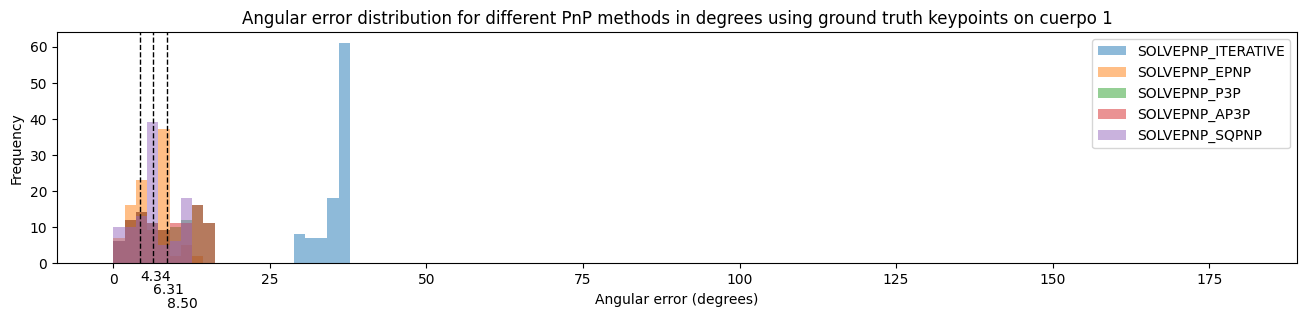 Angular error distribution for different PnP methods in degrees using ground truth keypoints on cuerpo 1
60
50
40
30
20
10
0
Frequency
SOLVEPNP_ITERATIVE
SOLVEPNP_EPNP
SOLVEPNP_P3P
SOLVEPNP_AP3P
SOLVEPNP_SQPNP
0 25 50 75 100 125 150 175
4.34
6.31
8.50
Angular error (degrees)